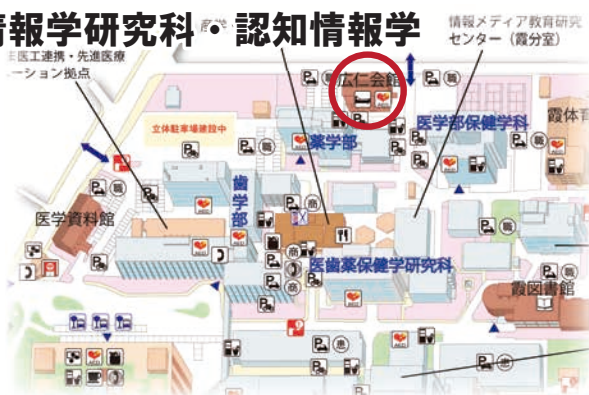 情報学研究科・認知情報学
情報メディア教育研究
センター（霞分室）
医工連携・先進医療
ーション拠点
広仁会館
立体駐車場建設中
薬学部
医学部保健学科
霞体育
歯学部
医学資料館
医歯薬保健学研究科
霞図書館